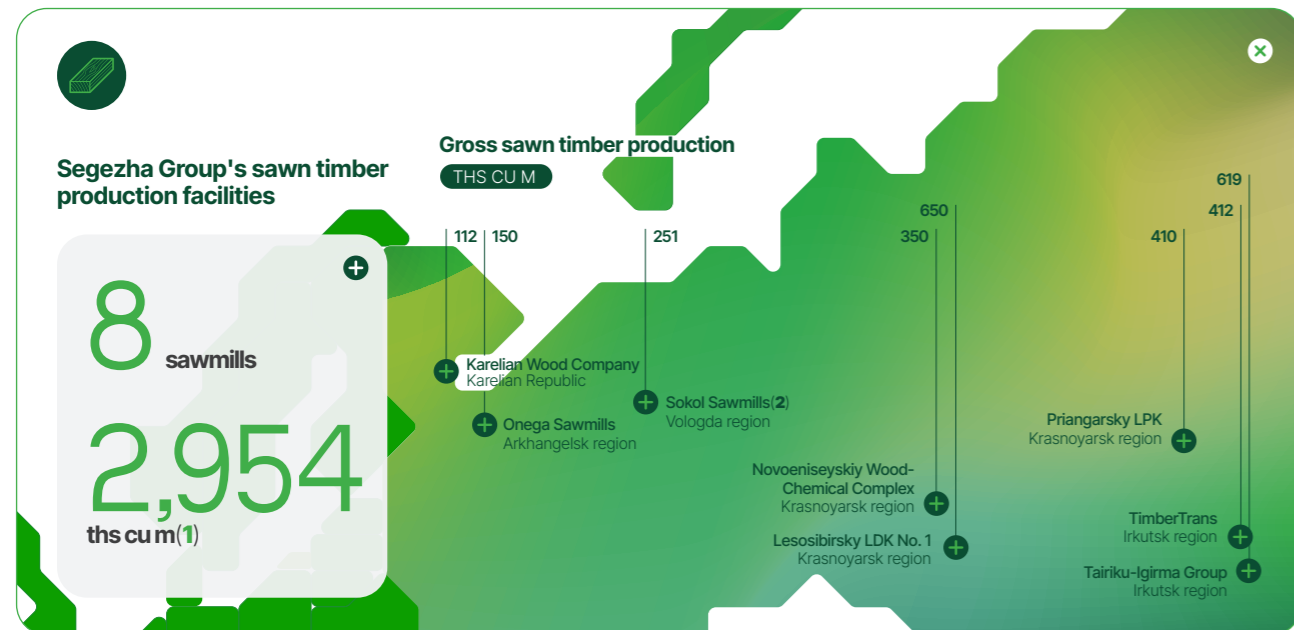 Segezha Group's sawn timber
production facilities
8 sawmills
2,954
ths cu m(1)
Gross sawn timber production
THS CU M
112
150
251
650
350
410
619
412
Karelian Wood Company
Karelian Republic
Onega Sawmills
Arkhangelsk region
Sokol Sawmills(2)
Vologda region
Novoeniseyskiy Wood-
Chemical Complex
Krasnoyarsk region
Lesosibirsky LDK No. 1
Krasnoyarsk region
Priangarsky LPK
Krasnoyarsk region
TimberTrans
Irkutsk region
Tairiku-Igirma Group
Irkutsk region